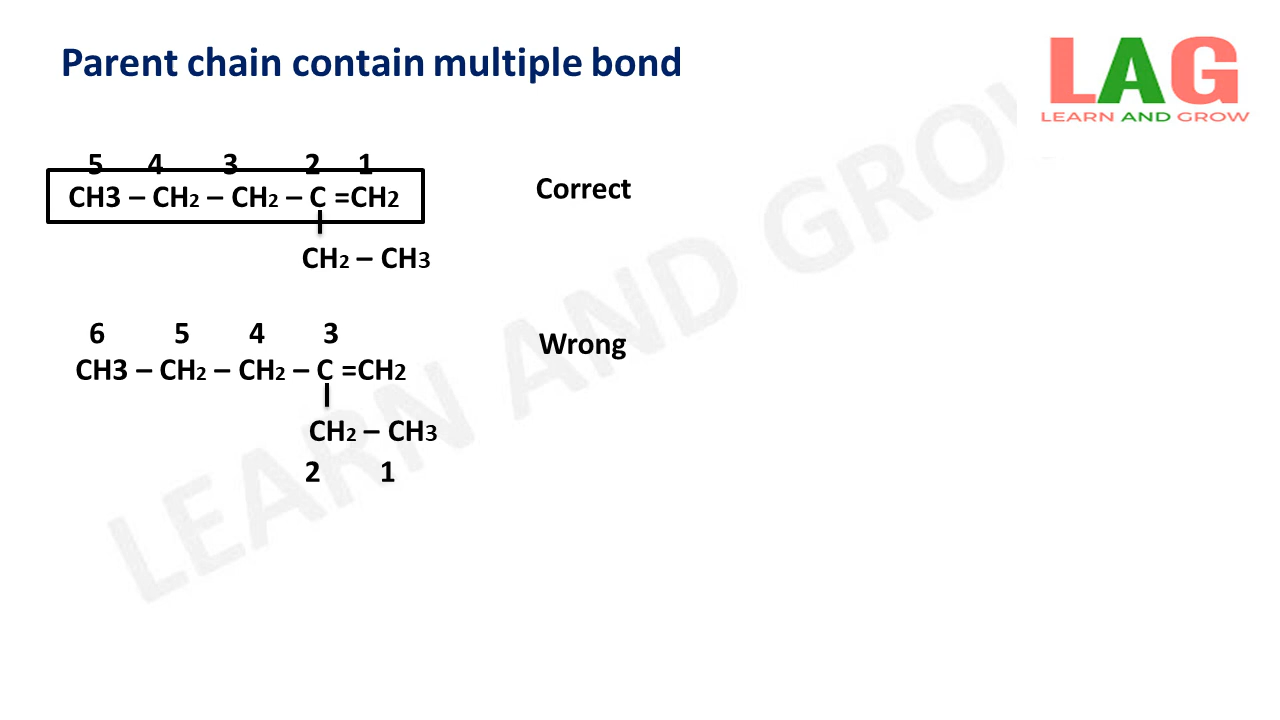 Parent chain contain multiple bond
LAG
LEARN AND GROW
5 4 3 2 1
CH3 – CH2 – CH2 – C =CH2
Correct
CH2 – CH3
6 5 4 3
Wrong
CH3 – CH2 – CH2 – C =CH2
CH2 – CH3
2 1
LEARN AND GROW